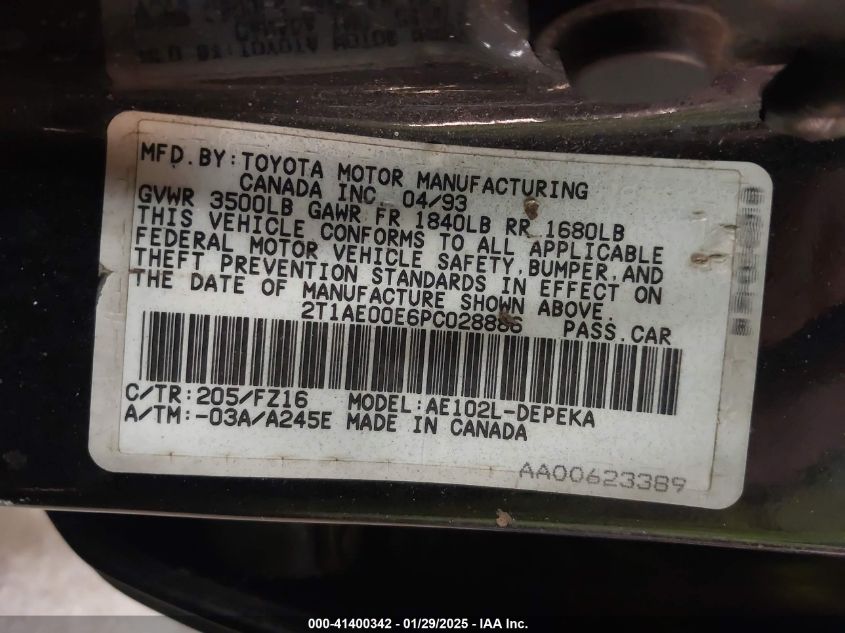 MFD. BY: TOYOTA MOTOR MANUFACTURING
CANADA INC. 04/93
GVWR 3500LB GAWR FR 1840LB RR 1680LB
THIS VEHICLE CONFORMS TO ALL APPLICABLE
FEDERAL MOTOR VEHICLE SAFETY, BUMPER, AND
THEFT PREVENTION STANDARDS IN EFFECT ON
THE DATE OF MANUFACTURE SHOWN ABOVE.
2T1AE00E6PC028886 PASS. CAR
C/TR: 205/FZ16 MODEL: AE102L-DEPEKA
A/TM: -03A/A245E MADE IN CANADA
AA00623389
000-41400342 - 01/29/2025 - IAA Inc.